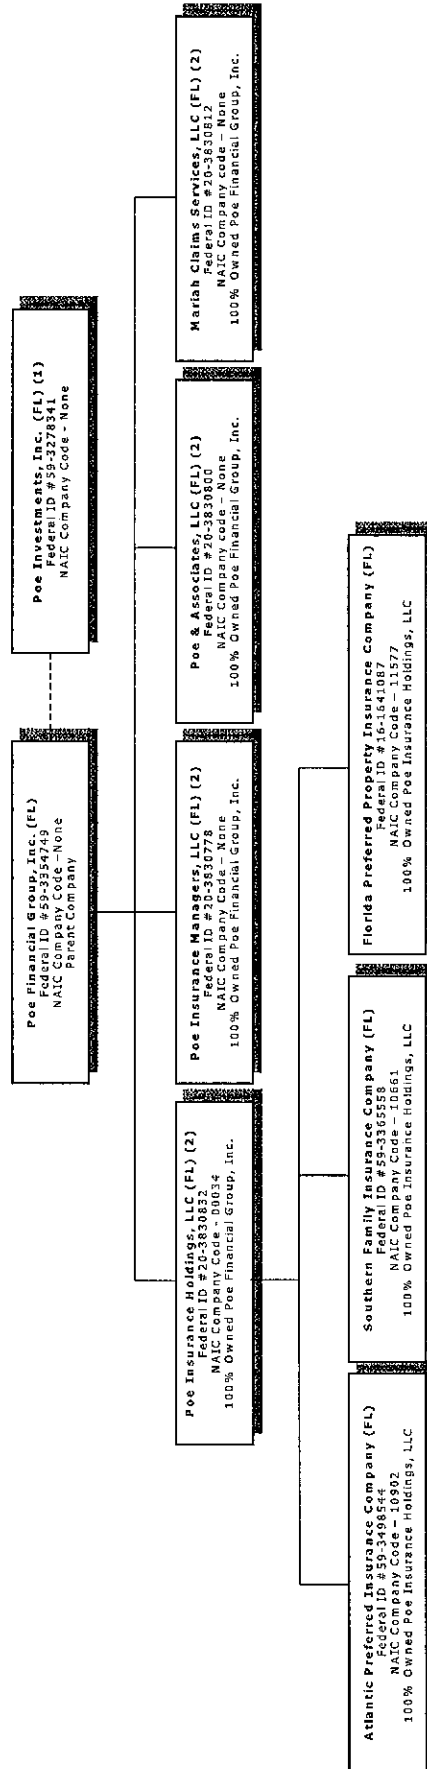 Poe Financial Group, Inc. (FL)
Federal ID #59-3354749
NAIC Company Code -None
Parent Company
Poe Investments, Inc. (FL) (1)
Federal ID #59-3278341
NAIC Company Code - None
Poe Insurance Holdings, LLC (FL) (2)
Federal ID #20-3830832
NAIC Company Code - 00034
100% Owned Poe Financial Group, Inc.
Poe Insurance Managers, LLC (FL) (2)
Federal ID #20-3830778
NAIC Company Code - None
100% Owned Poe Financial Group, Inc.
Poe & Associates, LLC (FL) (2)
Federal ID #20-3830800
NAIC Company code - None
100% Owned Poe Financial Group, Inc.
Mariah Claims Services, LLC (FL) (2)
Federal ID #20-3830812
NAIC Company code - None
100% Owned Poe Financial Group, Inc.
Atlantic Preferred Insurance Company (FL)
Federal ID #59-3498544
NAIC Company Code - 10902
100% Owned Poe Insurance Holdings, LLC
Southern Family Insurance Company (FL)
Federal ID #59-3365558
NAIC Company Code - 10661
100% Owned Poe Insurance Holdings, LLC
Florida Preferred Property Insurance Company (FL)
Federal ID #16-1641087
NAIC Company Code - 11577
100% Owned Poe Insurance Holdings, LLC